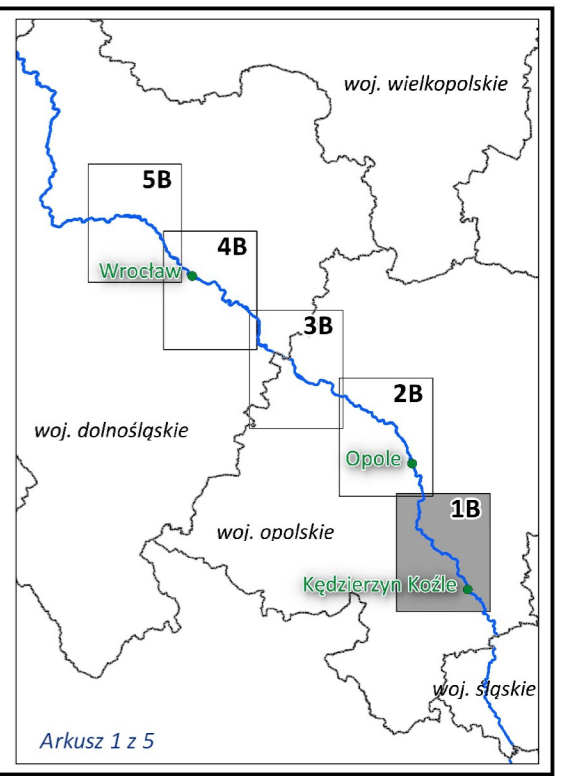 woj. wielkopolskie
5B
4B
Wrocław
3B
2B
woj. dolnośląskie
Opole
1B
woj. opolskie
Kędzierzyn Koźle
woj. śląskie
Arkusz 1 z 5